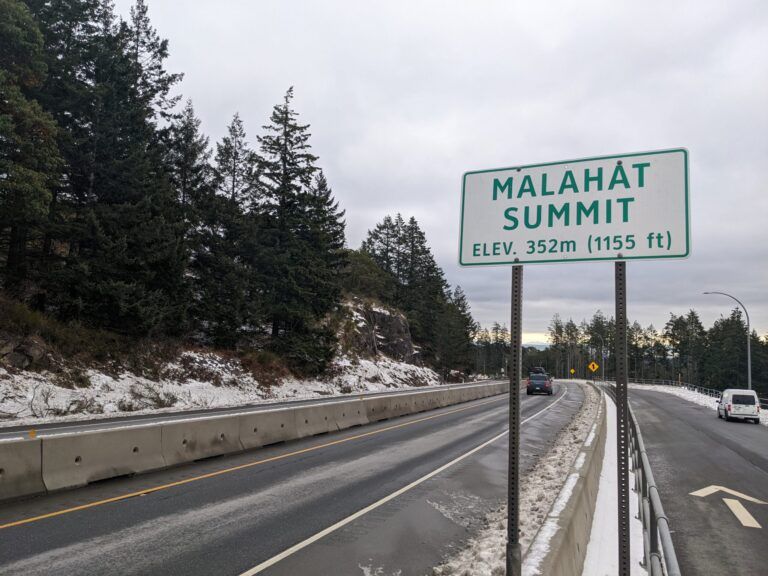 MALAHAT
SUMMIT
ELEV. 352m (1155 ft)